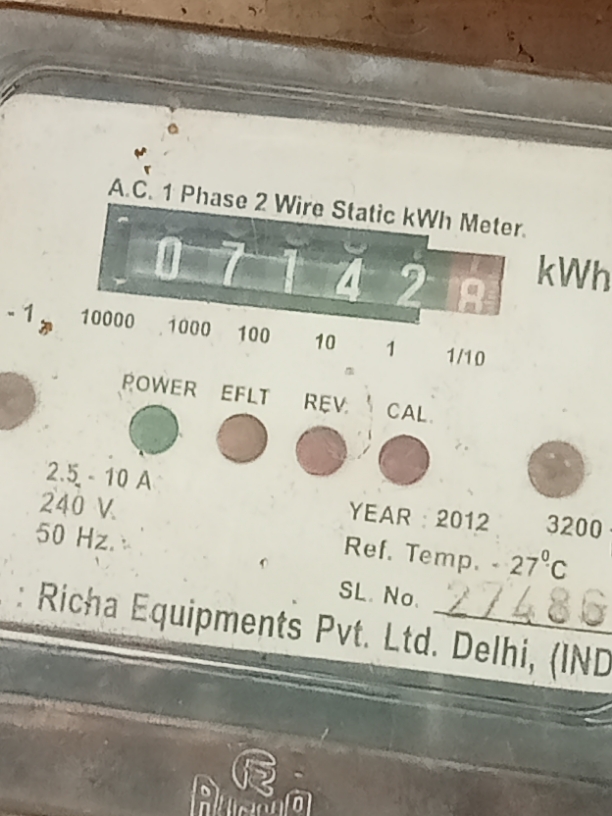 A.C. 1 Phase 2 Wire Static kWh Meter.
0 7 1 4 2 8 kWh
- 1 10000 1000 100 10 1 1/10
POWER EFLT REV. CAL.
2.5 - 10 A
240 V.
50 Hz.
YEAR : 2012 3200
Ref. Temp. - 27°C
SL. No. 27486
: Richa Equipments Pvt. Ltd. Delhi, (IND
R